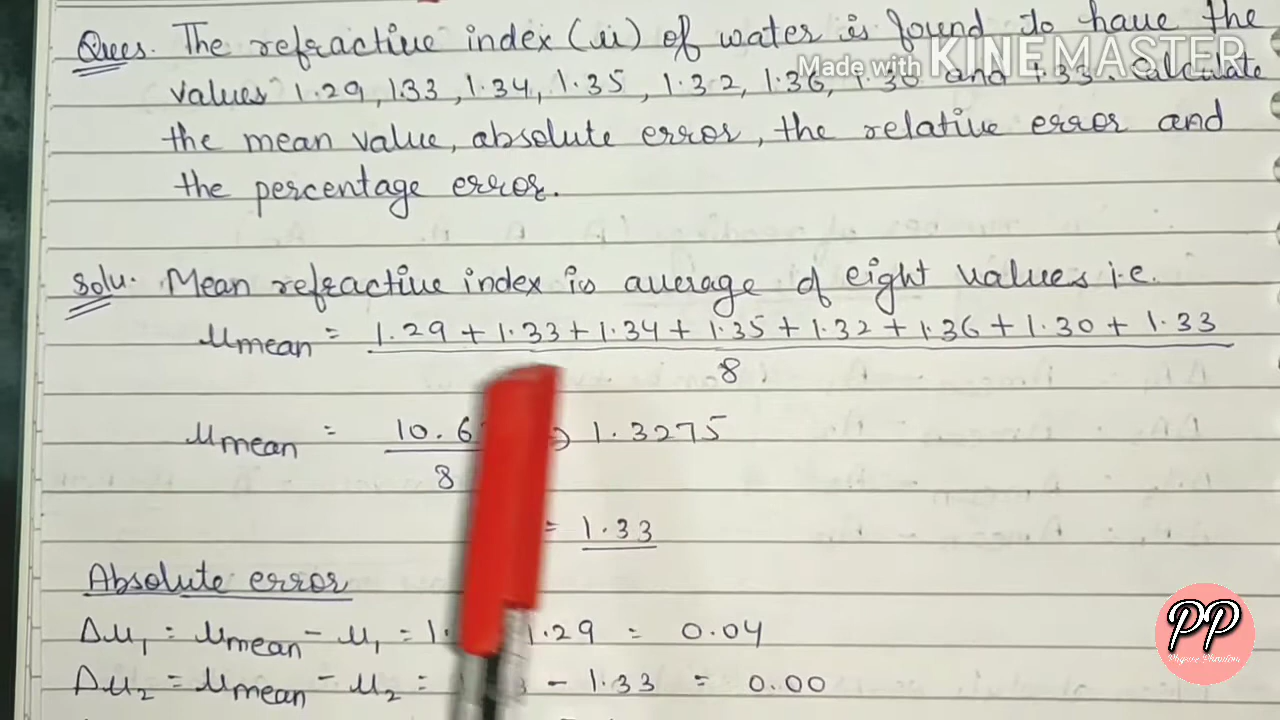 Ques. The refractive index (μ) of water is found to have the
Made with KINEMASTER
values 1.29, 1.33, 1.34, 1.35, 1.32, 1.36, 1.30 and 1.33. Calculate
the mean value, absolute error, the relative error and
the percentage error.
Solu. Mean refractive index is average of eight values i.e.
μmean = 1.29 + 1.33 + 1.34 + 1.35 + 1.32 + 1.36 + 1.30 + 1.33
8
μmean = 10.6 1.3275
8
= 1.33
Absolute error
Δμ1 = μmean - μ1 = 1. 1.29 = 0.04
Δμ2 = μmean - μ2 = - 1.33 = 0.00
PP